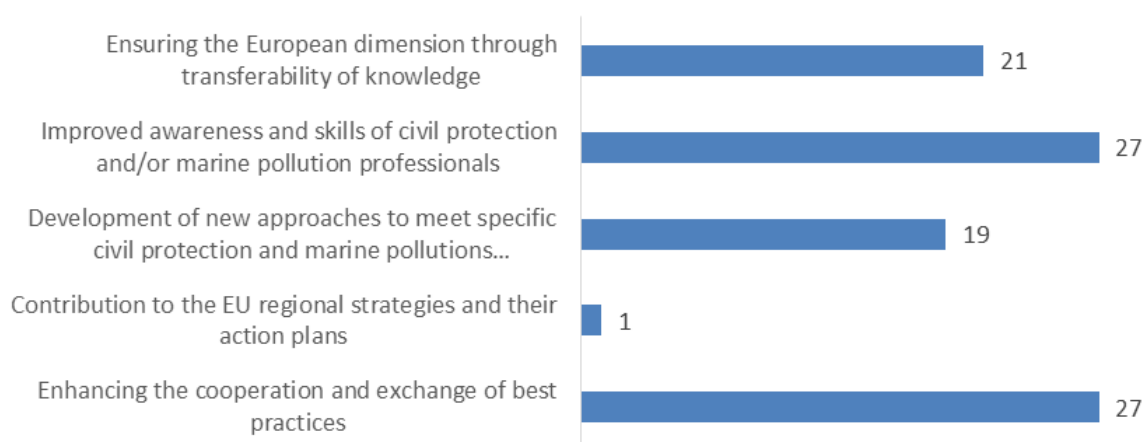 Ensuring the European dimension through
transferability of knowledge
21
Improved awareness and skills of civil protection
and/or marine pollution professionals
27
Development of new approaches to meet specific
civil protection and marine pollutions...
19
Contribution to the EU regional strategies and their
action plans
1
Enhancing the cooperation and exchange of best
practices
27